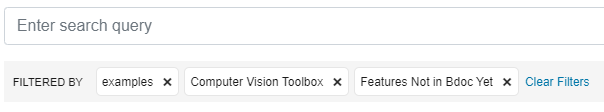 Enter search query
FILTERED BY examples × Computer Vision Toolbox × Features Not in Bdoc Yet × Clear Filters